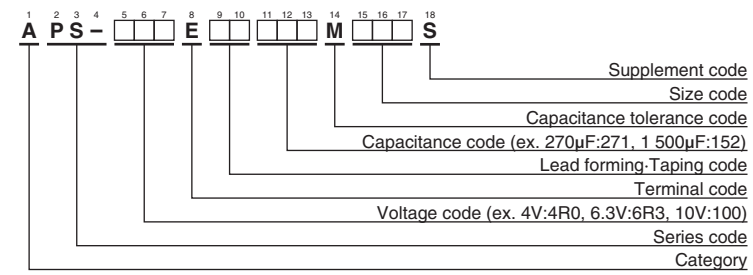 1 2 3 4 5 6 7 8 9 10 11 12 13 14 15 16 17 18
A P S – E M S
Supplement code
Size code
Capacitance tolerance code
Capacitance code (ex. 270µF:271, 1 500µF:152)
Lead forming·Taping code
Terminal code
Voltage code (ex. 4V:4R0, 6.3V:6R3, 10V:100)
Series code
Category